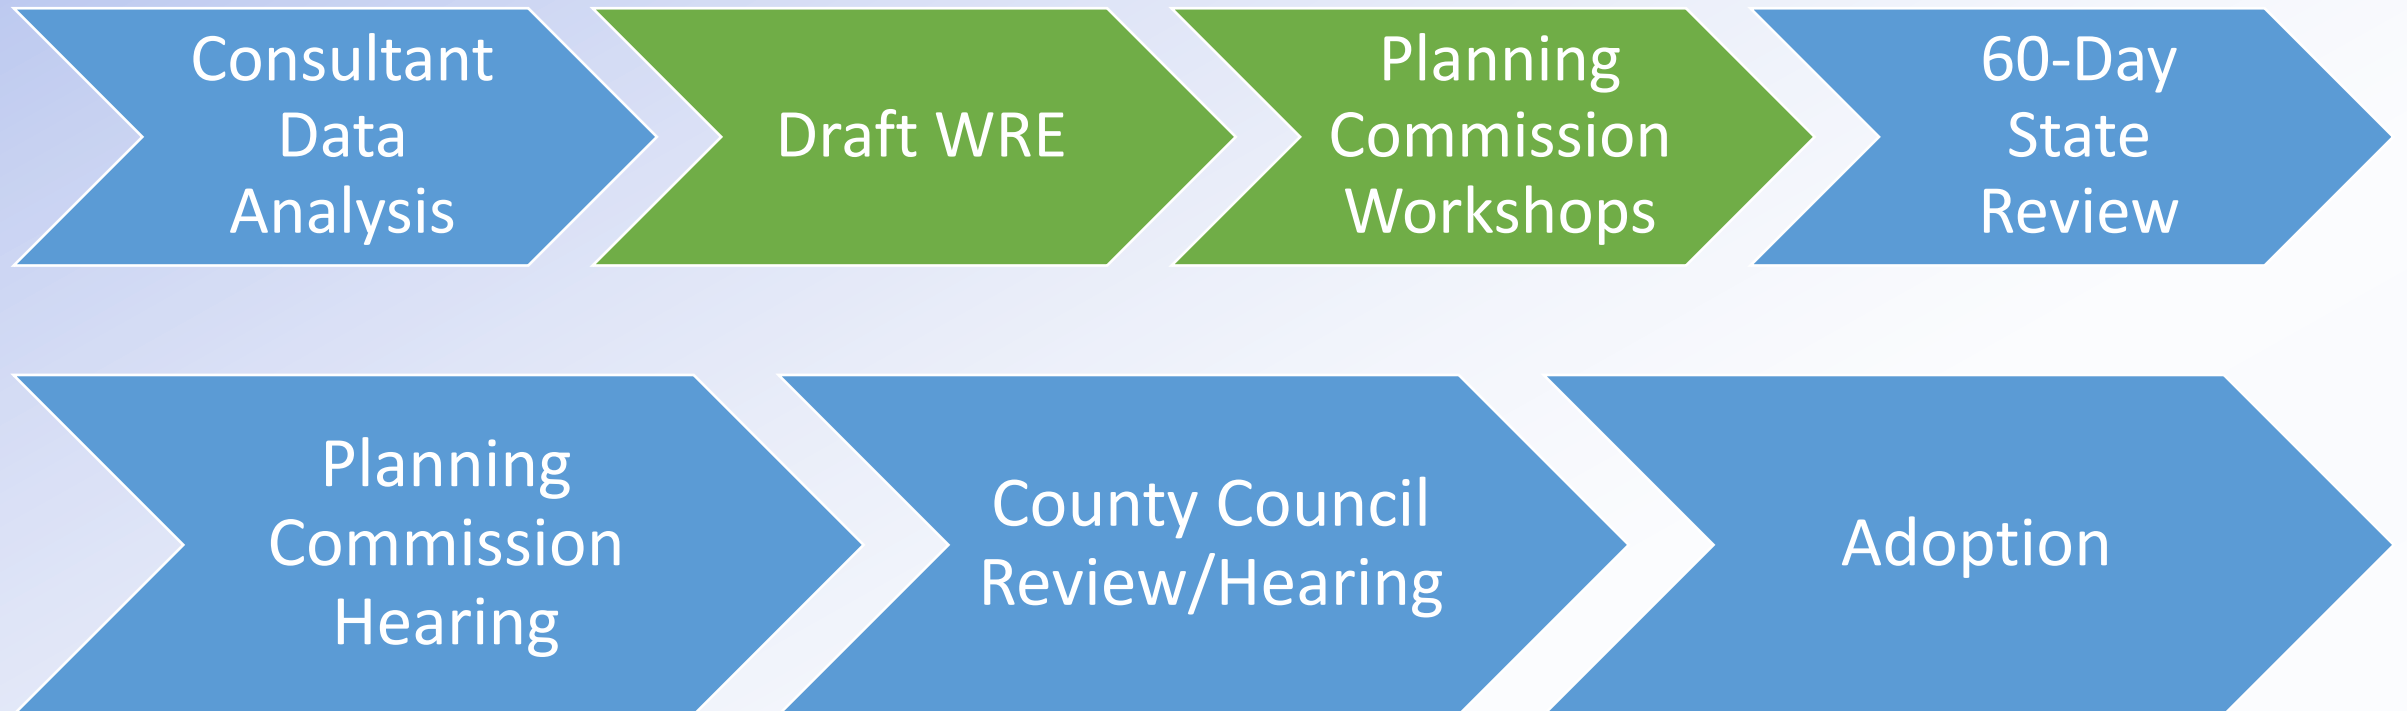 Consultant
Data
Analysis
Draft WRE
Planning
Commission
Workshops
60-Day
State
Review
Planning
Commission
Hearing
County Council
Review/Hearing
Adoption